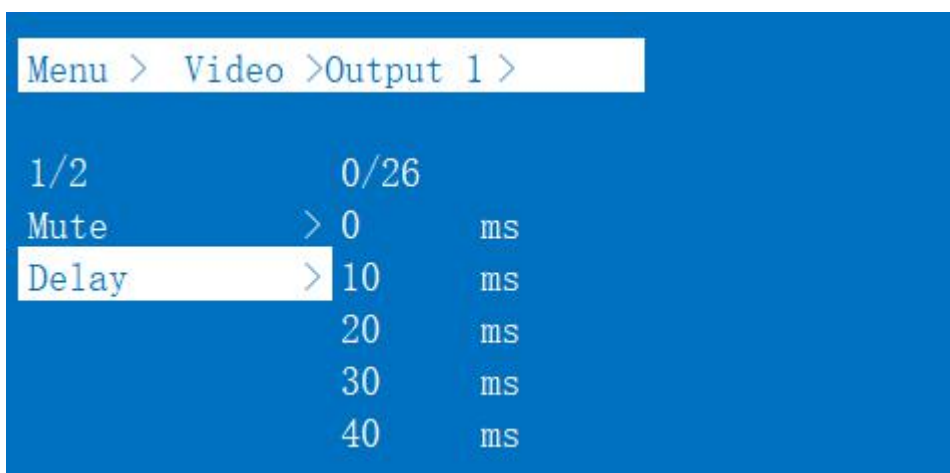 Menu > Video >Output 1 >
1/2 0/26
Mute > 0 ms
Delay > 10 ms
20 ms
30 ms
40 ms